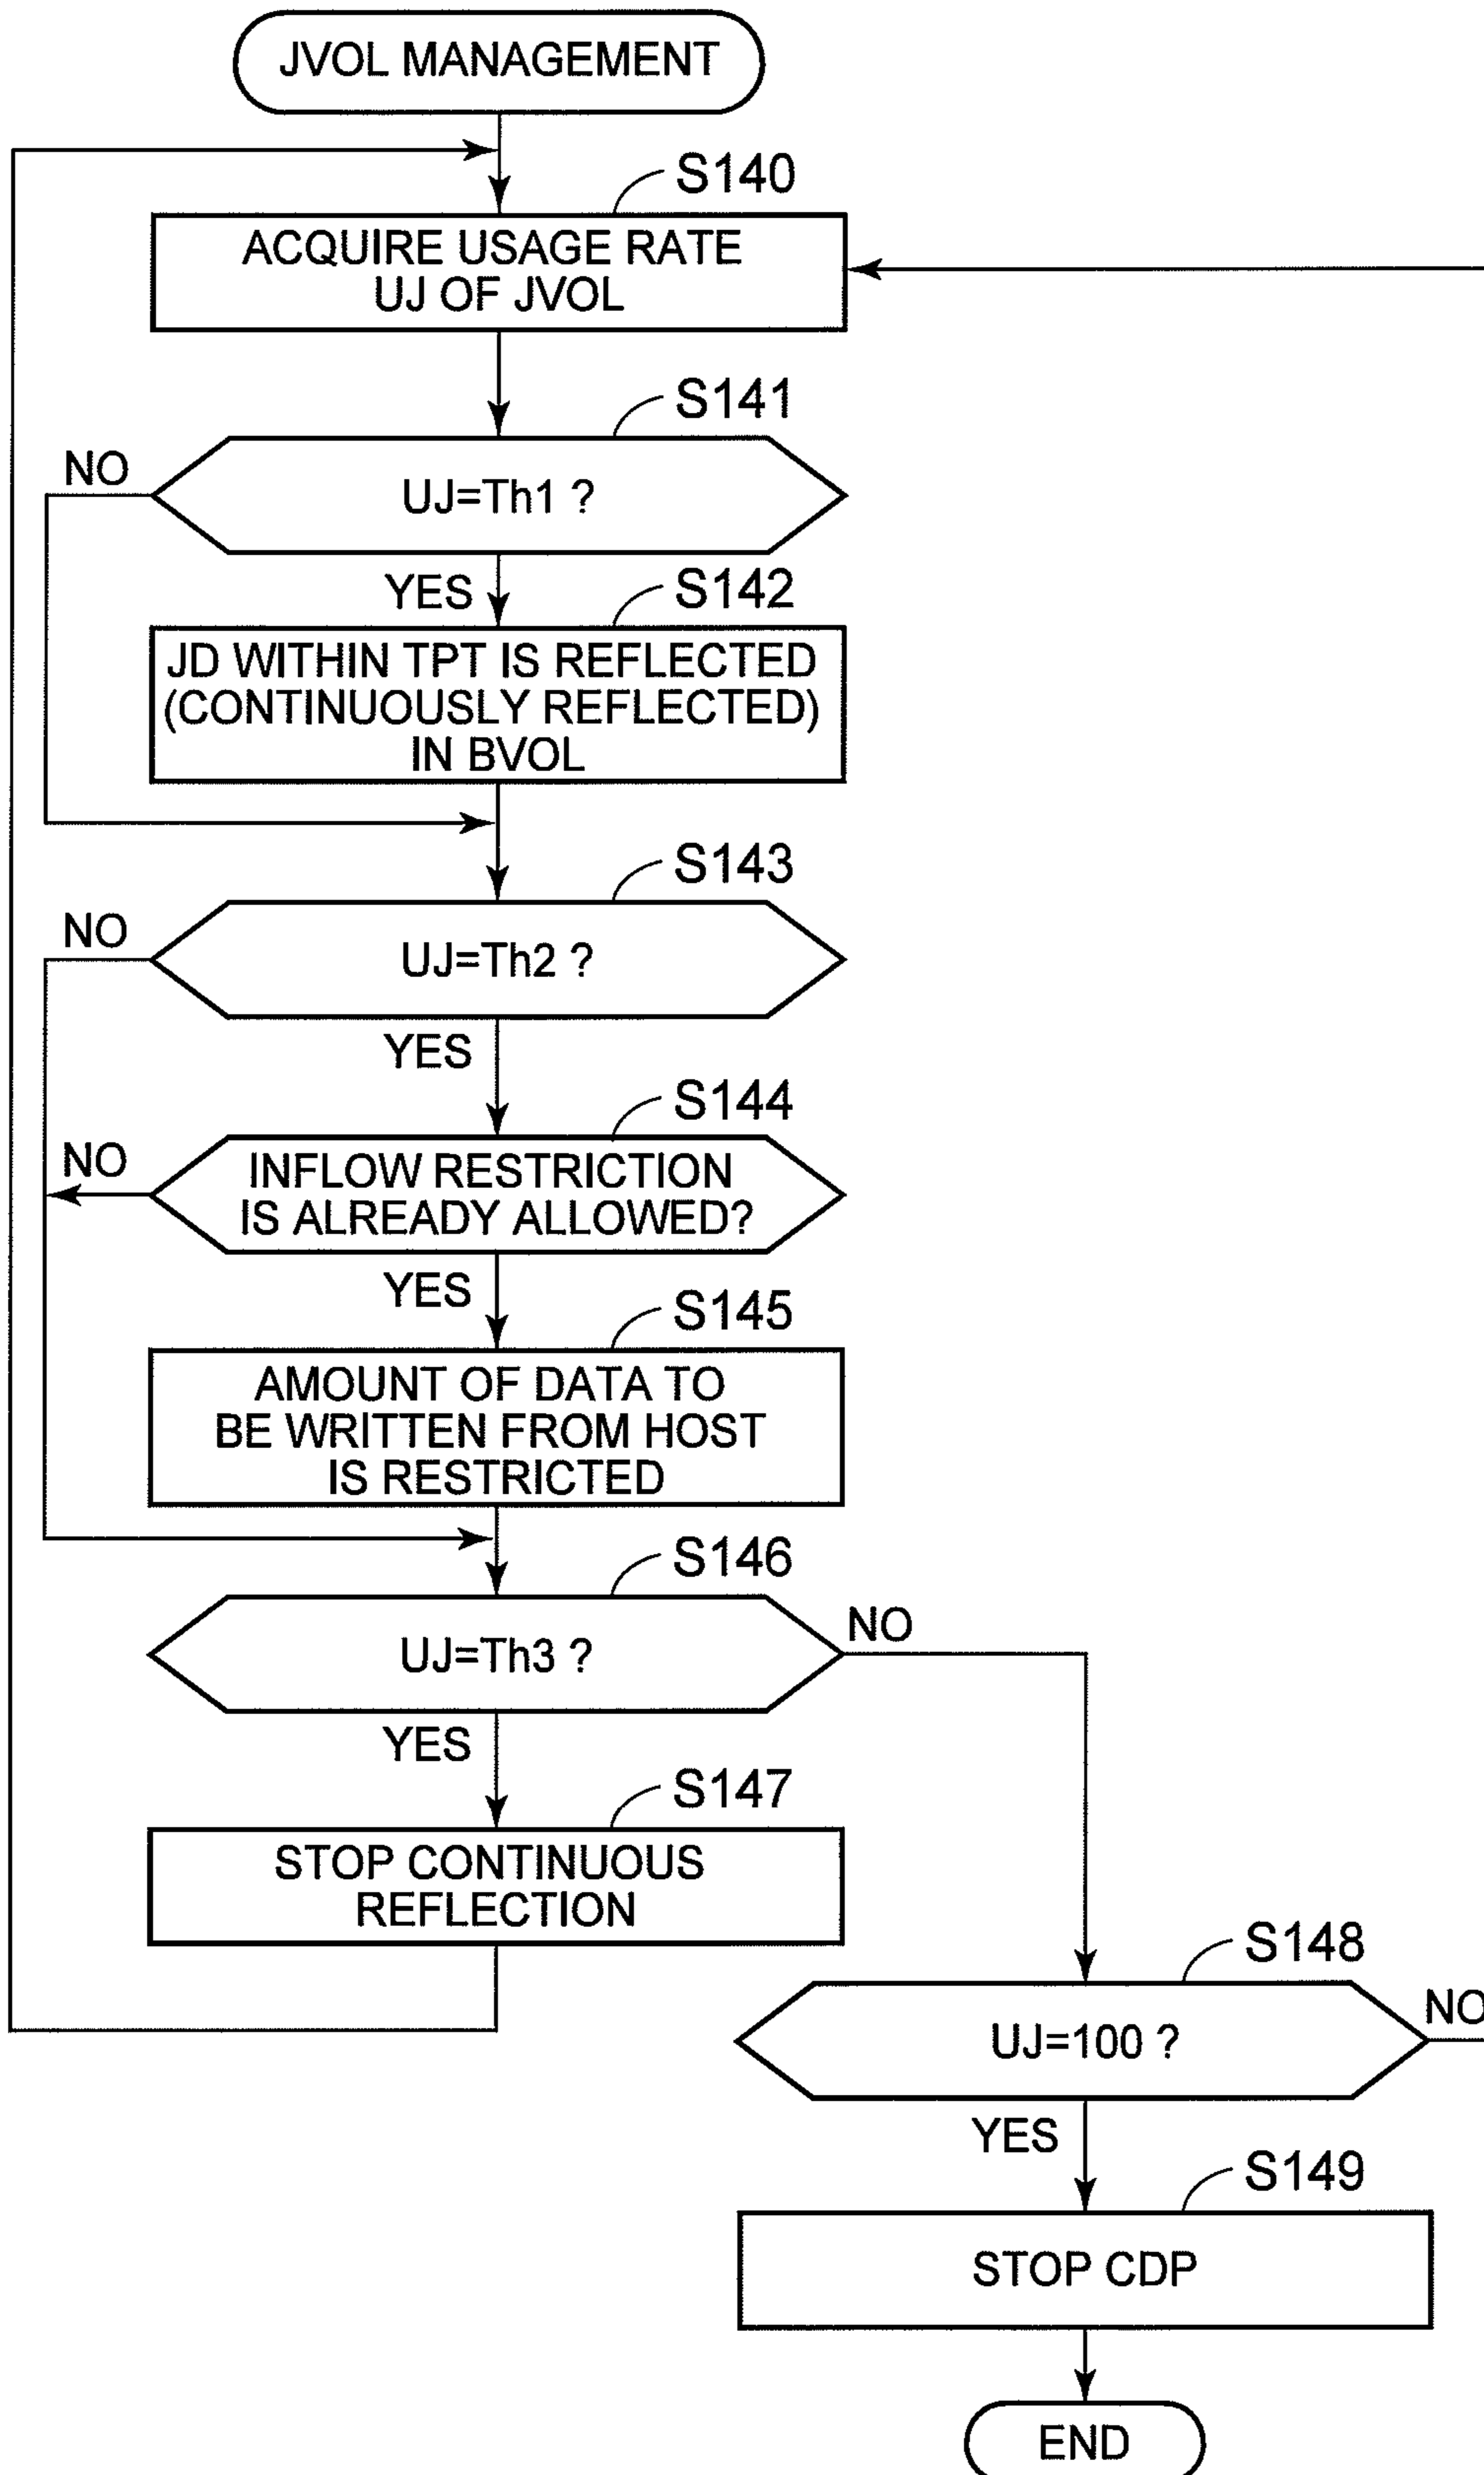 JVOL MANAGEMENT
S140
ACQUIRE USAGE RATE
UJ OF JVOL
S141
NO
UJ=Th1 ?
YES
S142
JD WITHIN TPT IS REFLECTED
(CONTINUOUSLY REFLECTED)
IN BVOL
S143
NO
UJ=Th2 ?
YES
S144
NO
INFLOW RESTRICTION
IS ALREADY ALLOWED?
YES
S145
AMOUNT OF DATA TO
BE WRITTEN FROM HOST
IS RESTRICTED
S146
NO
UJ=Th3 ?
YES
S147
STOP CONTINUOUS
REFLECTION
S148
NO
UJ=100 ?
YES
S149
STOP CDP
END